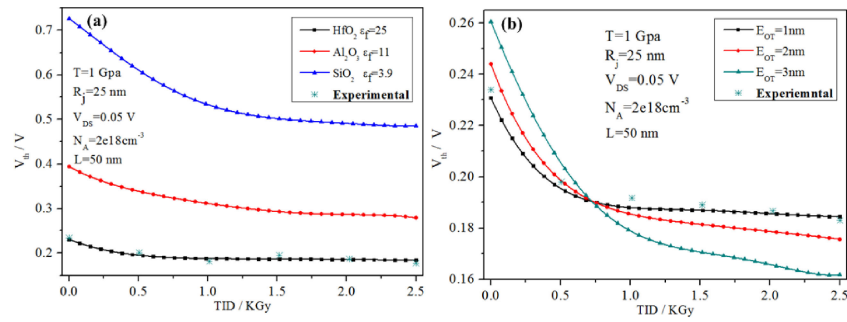 (a)
HfO₂ εf=25
Al₂O₃ εf=11
SiO₂ εf=3.9
Experimental
T=1 Gpa
Rj=25 nm
VDS=0.05 V
NA=2e18cm⁻³
L=50 nm
Vth / V
0.7
0.6
0.5
0.4
0.3
0.2
0.0 0.5 1.0 1.5 2.0 2.5
TID / KGy
(b)
EOT=1nm
EOT=2nm
EOT=3nm
Experiemntal
T=1 Gpa
Rj=25 nm
VDS=0.05 V
NA=2e18cm⁻³
L=50 nm
Vth / V
0.26
0.24
0.22
0.20
0.18
0.16
0.0 0.5 1.0 1.5 2.0 2.5
TID / KGy